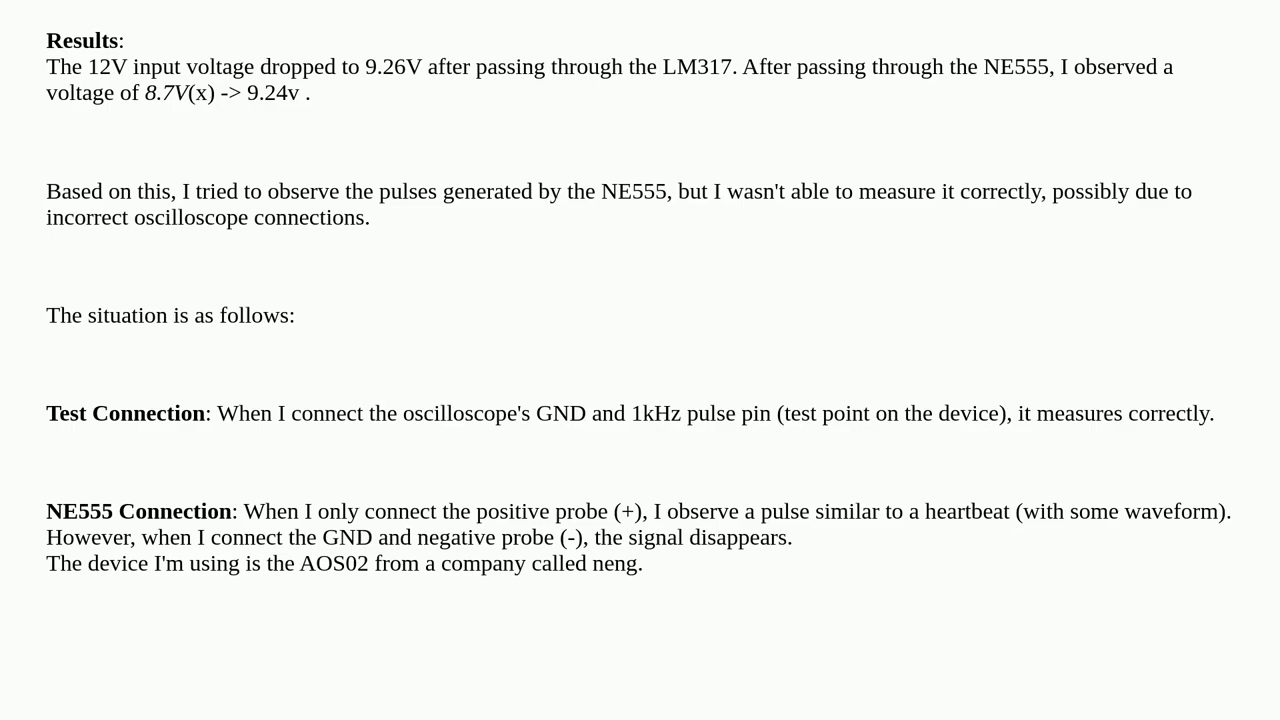 Results:
The 12V input voltage dropped to 9.26V after passing through the LM317. After passing through the NE555, I observed a
voltage of 8.7V(x) -> 9.24v .
Based on this, I tried to observe the pulses generated by the NE555, but I wasn't able to measure it correctly, possibly due to
incorrect oscilloscope connections.
The situation is as follows:
Test Connection: When I connect the oscilloscope's GND and 1kHz pulse pin (test point on the device), it measures correctly.
NE555 Connection: When I only connect the positive probe (+), I observe a pulse similar to a heartbeat (with some waveform).
However, when I connect the GND and negative probe (-), the signal disappears.
The device I'm using is the AOS02 from a company called neng.